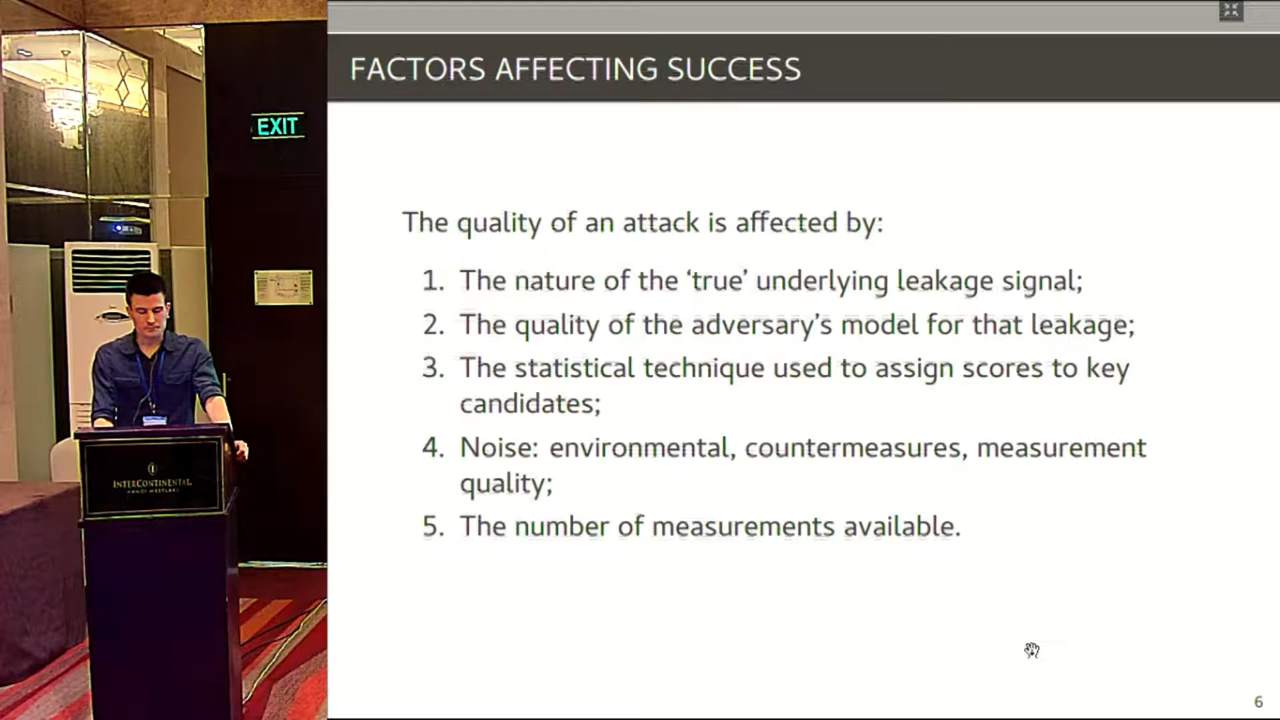 FACTORS AFFECTING SUCCESS
EXIT
The quality of an attack is affected by:
1. The nature of the ‘true’ underlying leakage signal;
2. The quality of the adversary’s model for that leakage;
3. The statistical technique used to assign scores to key
candidates;
4. Noise: environmental, countermeasures, measurement
quality;
5. The number of measurements available.
INTERCONTINENTAL
HANOI WESTLAKE
6